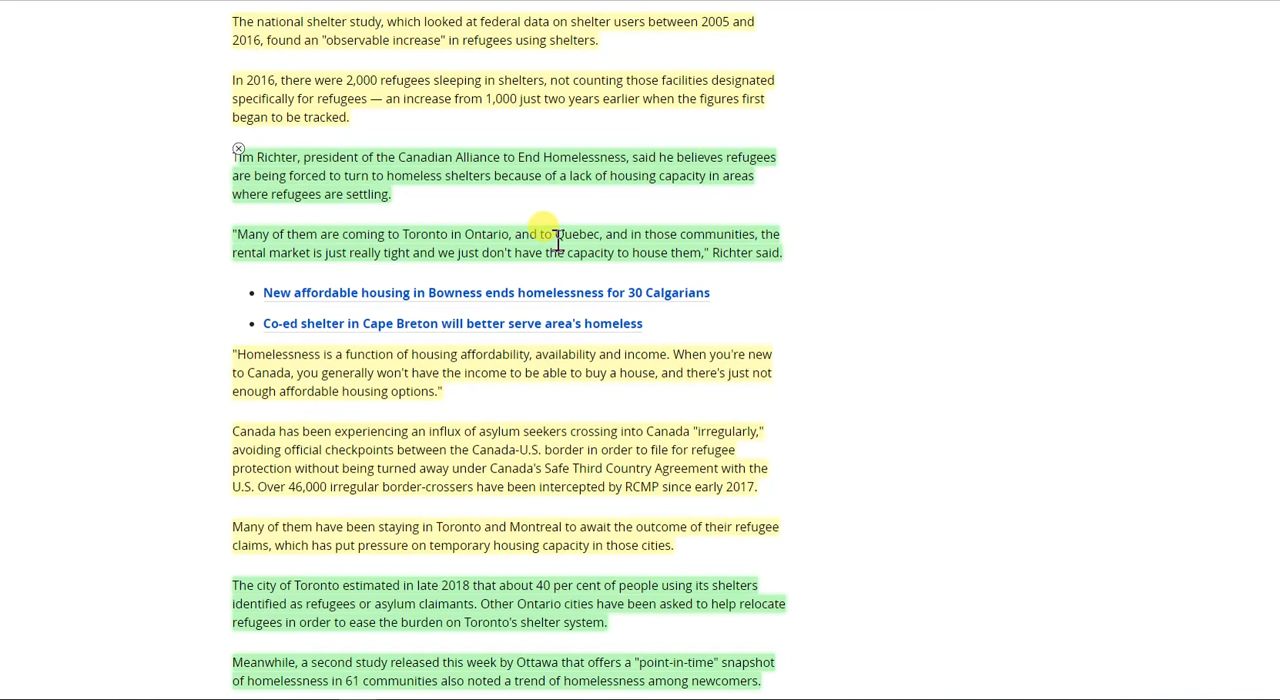 The national shelter study, which looked at federal data on shelter users between 2005 and
2016, found an "observable increase" in refugees using shelters.
In 2016, there were 2,000 refugees sleeping in shelters, not counting those facilities designated
specifically for refugees — an increase from 1,000 just two years earlier when the figures first
began to be tracked.
Tim Richter, president of the Canadian Alliance to End Homelessness, said he believes refugees
are being forced to turn to homeless shelters because of a lack of housing capacity in areas
where refugees are settling.
"Many of them are coming to Toronto in Ontario, and to Quebec, and in those communities, the
rental market is just really tight and we just don't have the capacity to house them," Richter said.
• New affordable housing in Bowness ends homelessness for 30 Calgarians
• Co-ed shelter in Cape Breton will better serve area's homeless
"Homelessness is a function of housing affordability, availability and income. When you're new
to Canada, you generally won't have the income to be able to buy a house, and there's just not
enough affordable housing options."
Canada has been experiencing an influx of asylum seekers crossing into Canada "irregularly,"
avoiding official checkpoints between the Canada-U.S. border in order to file for refugee
protection without being turned away under Canada's Safe Third Country Agreement with the
U.S. Over 46,000 irregular border-crossers have been intercepted by RCMP since early 2017.
Many of them have been staying in Toronto and Montreal to await the outcome of their refugee
claims, which has put pressure on temporary housing capacity in those cities.
The city of Toronto estimated in late 2018 that about 40 per cent of people using its shelters
identified as refugees or asylum claimants. Other Ontario cities have been asked to help relocate
refugees in order to ease the burden on Toronto's shelter system.
Meanwhile, a second study released this week by Ottawa that offers a "point-in-time" snapshot
of homelessness in 61 communities also noted a trend of homelessness among newcomers.